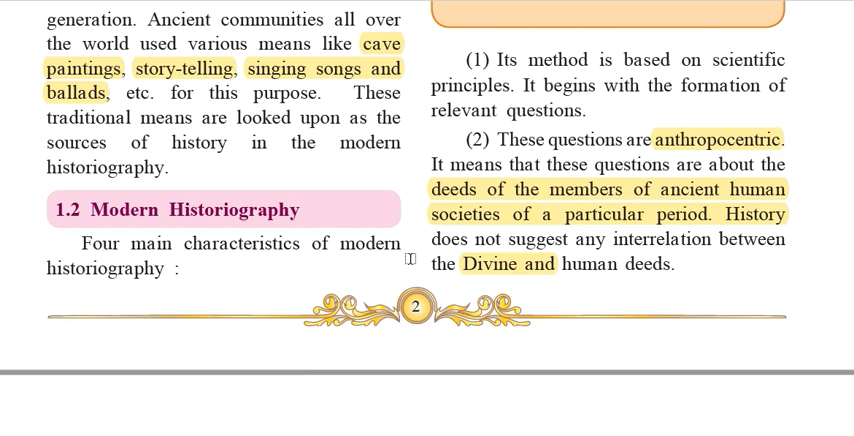 generation. Ancient communities all over
the world used various means like cave
paintings, story-telling, singing songs and
ballads, etc. for this purpose. These
traditional means are looked upon as the
sources of history in the modern
historiography.
1.2 Modern Historiography
Four main characteristics of modern
historiography :
(1) Its method is based on scientific
principles. It begins with the formation of
relevant questions.
(2) These questions are anthropocentric.
It means that these questions are about the
deeds of the members of ancient human
societies of a particular period. History
does not suggest any interrelation between
the Divine and human deeds.
2